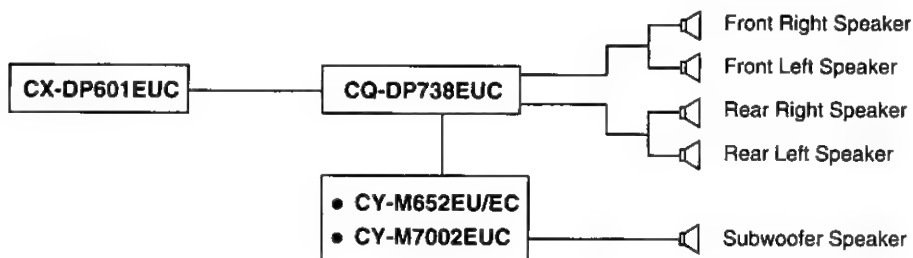 Front Right Speaker
CX-DP601EUC
CQ-DP738EUC
Front Left Speaker
Rear Right Speaker
Rear Left Speaker
● CY-M652EU/EC
● CY-M7002EUC
Subwoofer Speaker